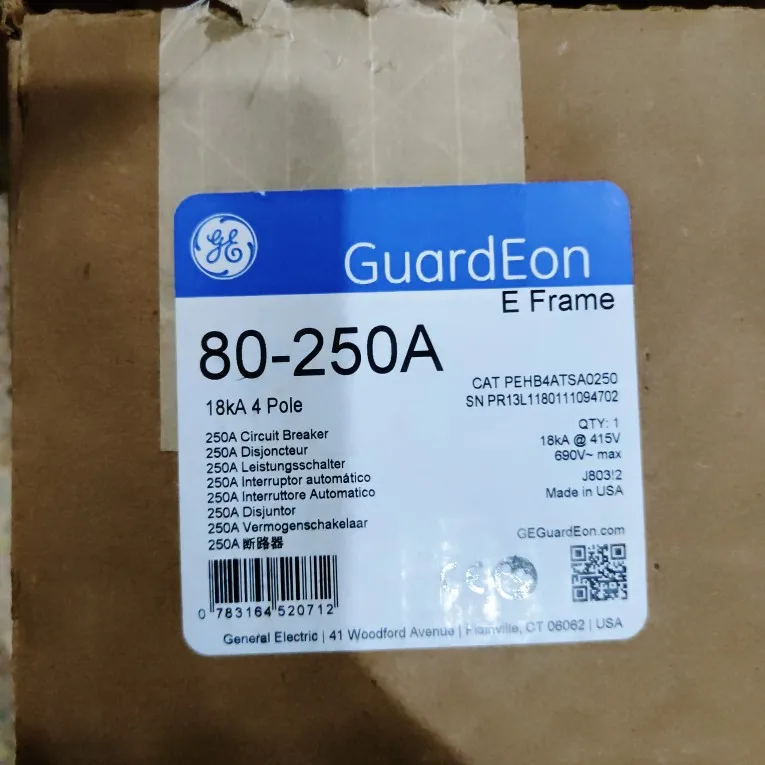 GE
GuardEon
E Frame
80-250A
CAT PEHB4ATSA0250
SN PR13L1180111094702
18kA 4 Pole
QTY: 1
18kA @ 415V
690V~ max
250A Circuit Breaker
250A Disjoncteur
250A Leistungsschalter
250A Interruptor automático
250A Interruttore Automatico
250A Disjuntor
250A Vermogenschakelaar
250A 断路器
Made in USA
GEGuardEon.com
0 783164 520712
General Electric | 41 Woodford Avenue | Plainville, CT 06062 | USA